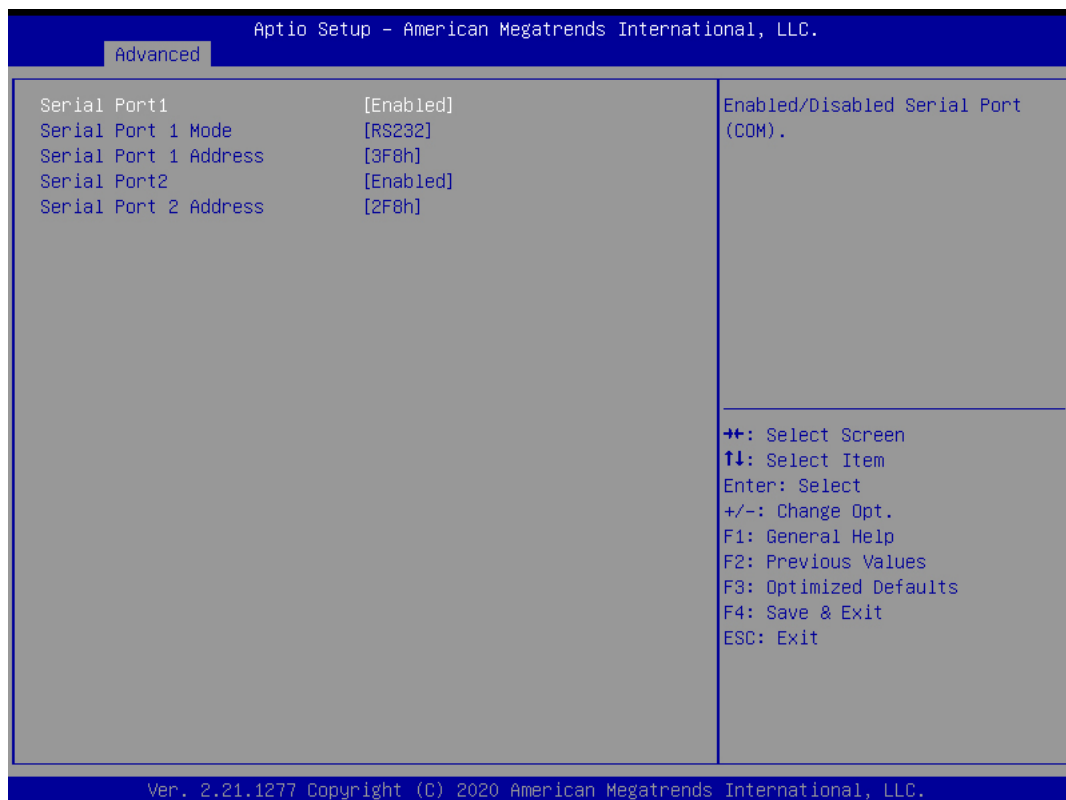 Aptio Setup – American Megatrends International, LLC.
Advanced
Serial Port1 [Enabled]
Serial Port 1 Mode [RS232]
Serial Port 1 Address [3F8h]
Serial Port2 [Enabled]
Serial Port 2 Address [2F8h]
Enabled/Disabled Serial Port
(COM).
→←: Select Screen
↑↓: Select Item
Enter: Select
+/-: Change Opt.
F1: General Help
F2: Previous Values
F3: Optimized Defaults
F4: Save & Exit
ESC: Exit
Ver. 2.21.1277 Copyright (C) 2020 American Megatrends International, LLC.